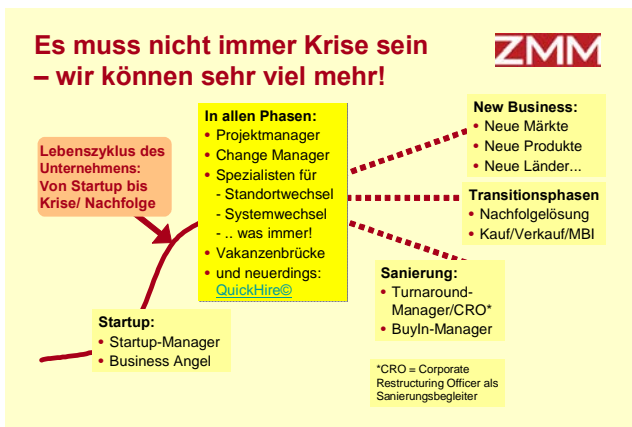 Es muss nicht immer Krise sein
– wir können sehr viel mehr!
ZMM
Lebenszyklus des
Unternehmens:
Von Startup bis
Krise/ Nachfolge
In allen Phasen:
• Projektmanager
• Change Manager
• Spezialisten für
- Standortwechsel
- Systemwechsel
- .. was immer!
• Vakanzenbrücke
• und neuerdings:
QuickHire©
New Business:
• Neue Märkte
• Neue Produkte
• Neue Länder...
Transitionsphasen
• Nachfolgelösung
• Kauf/Verkauf/MBI
Sanierung:
• Turnaround-
Manager/CRO*
• BuyIn-Manager
Startup:
• Startup-Manager
• Business Angel
*CRO = Corporate
Restructuring Officer als
Sanierungsbegleiter